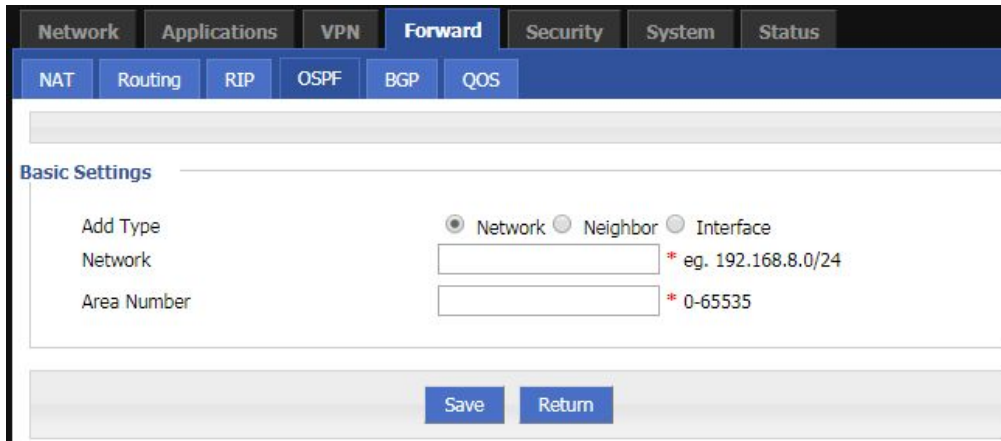 Network Applications VPN Forward Security System Status
NAT Routing RIP OSPF BGP QOS
Basic Settings
Add Type Network Neighbor Interface
Network * eg. 192.168.8.0/24
Area Number * 0-65535
Save Return